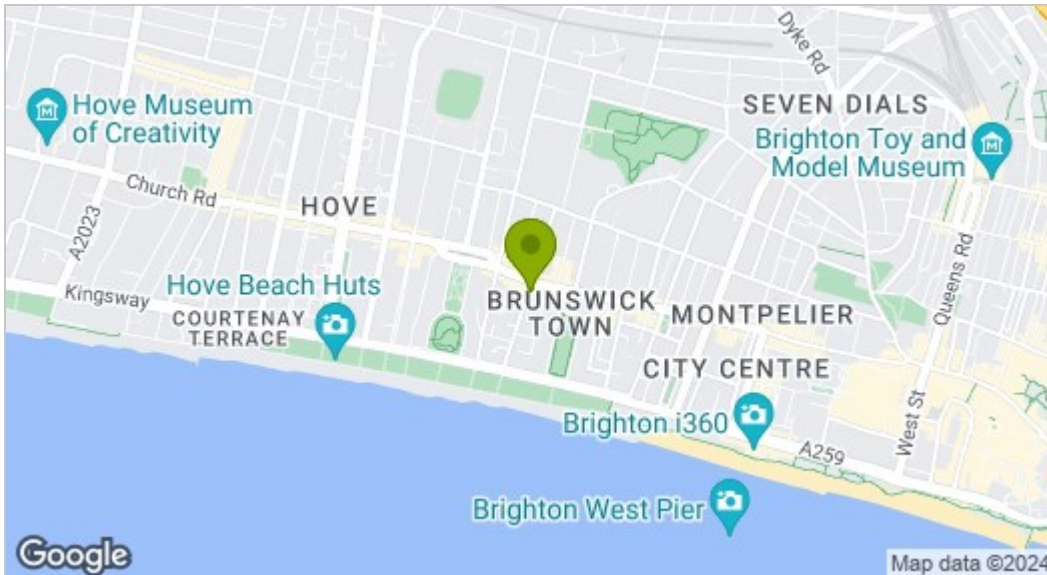 Dyke Rd
Hove Museum
of Creativity
SEVEN DIALS
Brighton Toy and
Model Museum
Church Rd
HOVE
A2023
Queens Rd
Hove Beach Huts
Kingsway
COURTENAY
TERRACE
BRUNSWICK
TOWN
MONTPELIER
CITY CENTRE
Brighton i360
West St
A259
Brighton West Pier
Google
Map data ©2024